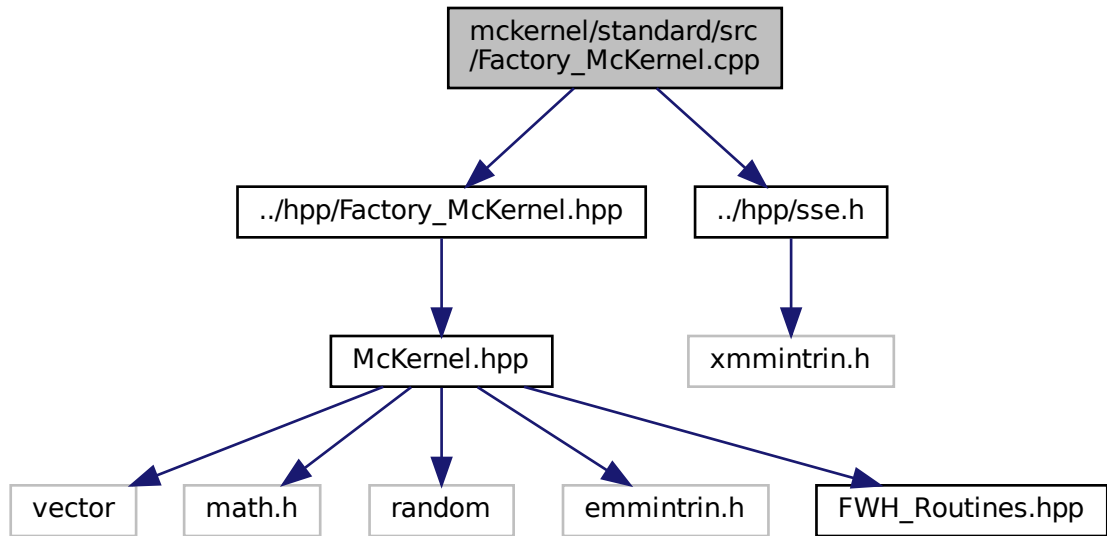 mckernel/standard/src
/Factory_McKernel.cpp
../hpp/Factory_McKernel.hpp
../hpp/sse.h
McKernel.hpp
xmmintrin.h
vector
math.h
random
emmintrin.h
FWH_Routines.hpp